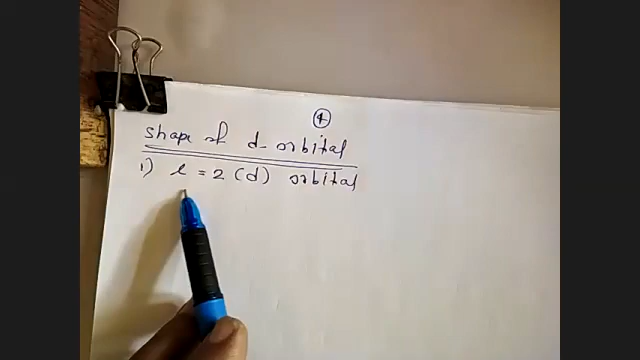 ④
shape of d-orbital
1) l = 2 (d) orbital